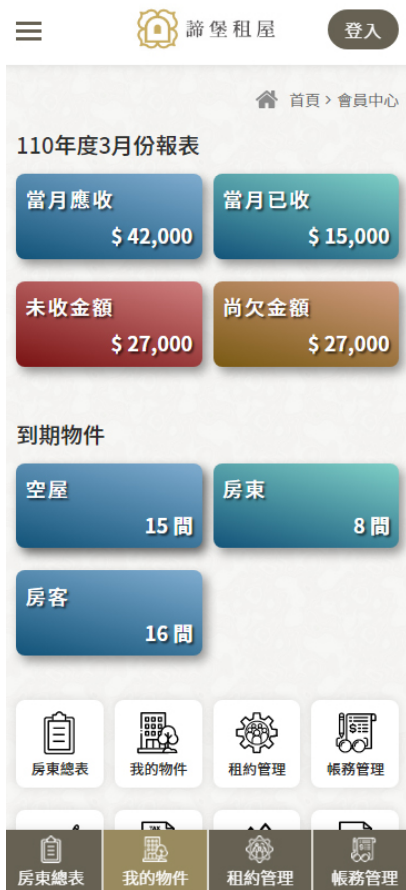 諦堡租屋
登入
首頁 > 會員中心
110年度3月份報表
當月應收
$ 42,000
當月已收
$ 15,000
未收金額
$ 27,000
尚欠金額
$ 27,000
到期物件
空屋
15 間
房東
8 間
房客
16 間
房東總表
我的物件
租約管理
帳務管理
房東總表
我的物件
租約管理
帳務管理